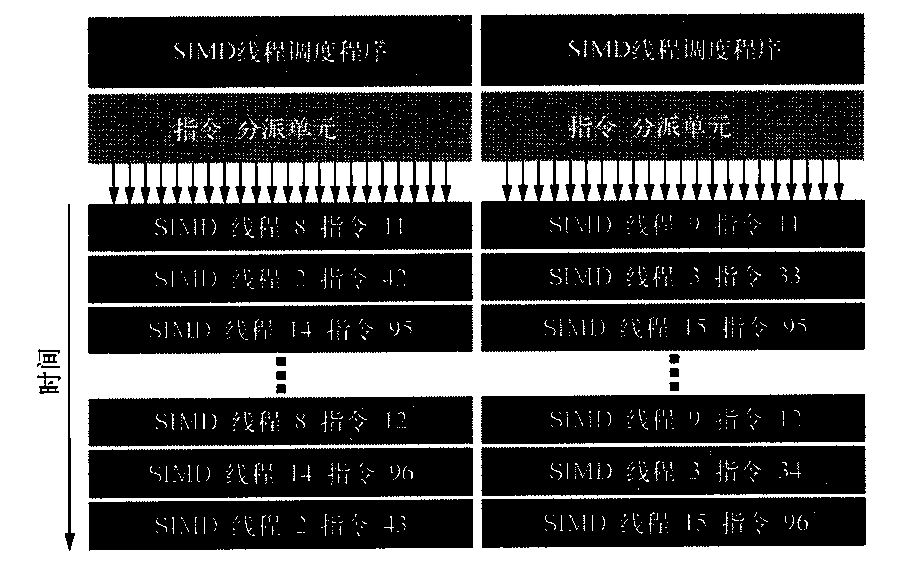 SIMD线程调度程序
SIMD线程调度程序
指令 分派单元
指令 分派单元
SIMD 线程 8 指令 11
SIMD 线程 9 指令 11
SIMD 线程 2 指令 42
SIMD 线程 3 指令 33
SIMD 线程 14 指令 95
SIMD 线程 15 指令 95
时间
SIMD 线程 8 指令 12
SIMD 线程 9 指令 12
SIMD 线程 14 指令 96
SIMD 线程 3 指令 34
SIMD 线程 2 指令 43
SIMD 线程 15 指令 96